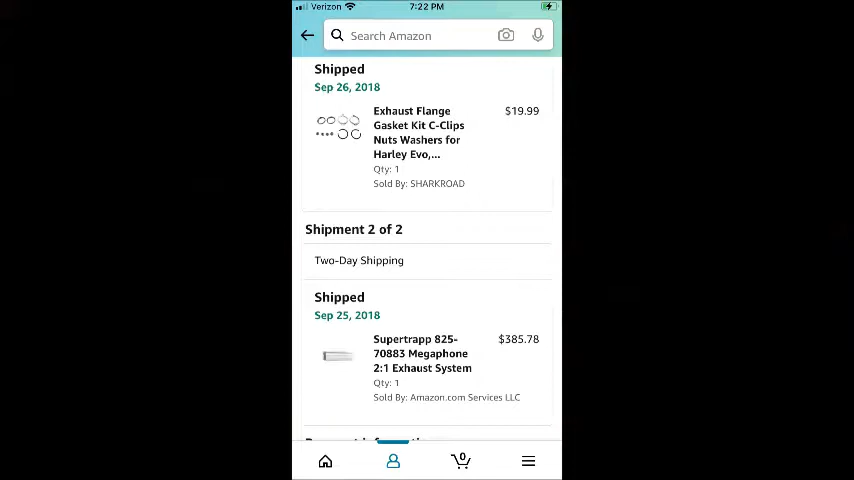 Verizon 7:22 PM
Search Amazon
Shipped
Sep 26, 2018
Exhaust Flange $19.99
Gasket Kit C-Clips
Nuts Washers for
Harley Evo,...
Qty: 1
Sold By: SHARKROAD
Shipment 2 of 2
Two-Day Shipping
Shipped
Sep 25, 2018
Supertrapp 825- $385.78
70883 Megaphone
2:1 Exhaust System
Qty: 1
Sold By: Amazon.com Services LLC
0